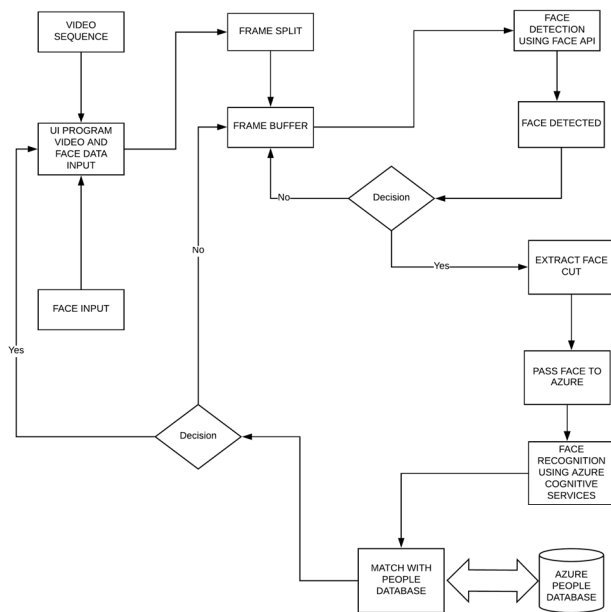 VIDEO
SEQUENCE
FRAME SPLIT
FACE
DETECTION
USING FACE API
UI PROGRAM
VIDEO AND
FACE DATA
INPUT
FRAME BUFFER
FACE DETECTED
No
Decision
No
Yes
EXTRACT FACE
CUT
FACE INPUT
Yes
PASS FACE TO
AZURE
Decision
FACE
RECOGNITION
USING AZURE
COGNITIVE
SERVICES
MATCH WITH
PEOPLE
DATABASE
AZURE
PEOPLE
DATABASE